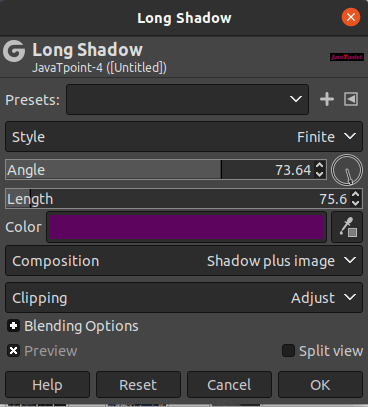 Long Shadow
Long Shadow
JavaTpoint-4 ([Untitled])
JavaTpoint
Presets:
Style Finite
Angle 73.64
Length 75.6
Color
Composition Shadow plus image
Clipping Adjust
Blending Options
Preview Split view
Help Reset Cancel OK